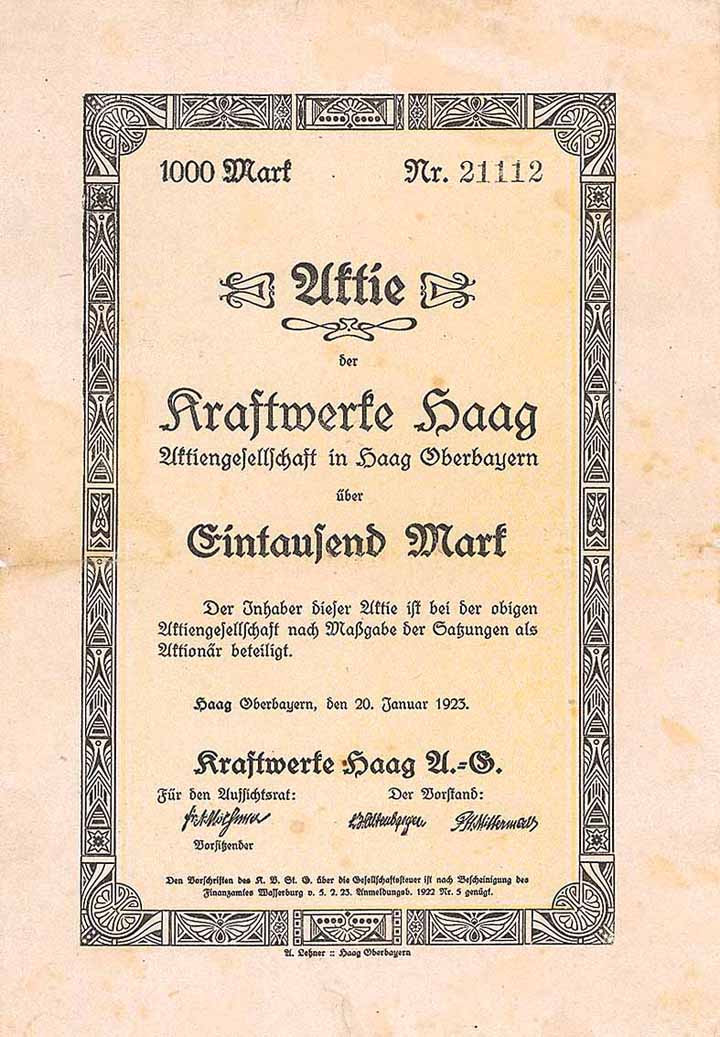 1000 Mark Nr. 21112
Aktie
der
Kraftwerke Haag
Aktiengesellschaft in Haag Oberbayern
über
Eintausend Mark
Der Inhaber dieser Aktie ist bei der obigen
Aktiengesellschaft nach Maßgabe der Satzungen als
Aktionär beteiligt.
Haag Oberbayern, den 20. Januar 1923.
Kraftwerke Haag A.-G.
Für den Aufsichtsrat: Der Vorstand:
Vorsitzender
Den Vorschriften des K. V. St. G. über die Gesellschaftsteuer ist nach Bescheinigung des
Finanzamtes Wasserburg v. 5. 2. 23. Anmeldungsb. 1922 Nr. 5 genügt.
A. Lehner :: Haag Oberbayern